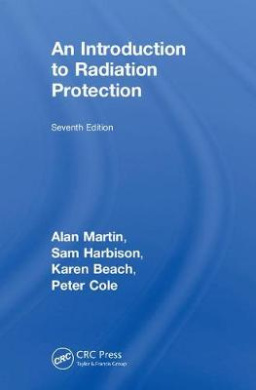 An Introduction
to Radiation
Protection
Seventh Edition
Alan Martin,
Sam Harbison,
Karen Beach,
Peter Cole
CRC
CRC Press
Taylor & Francis Group